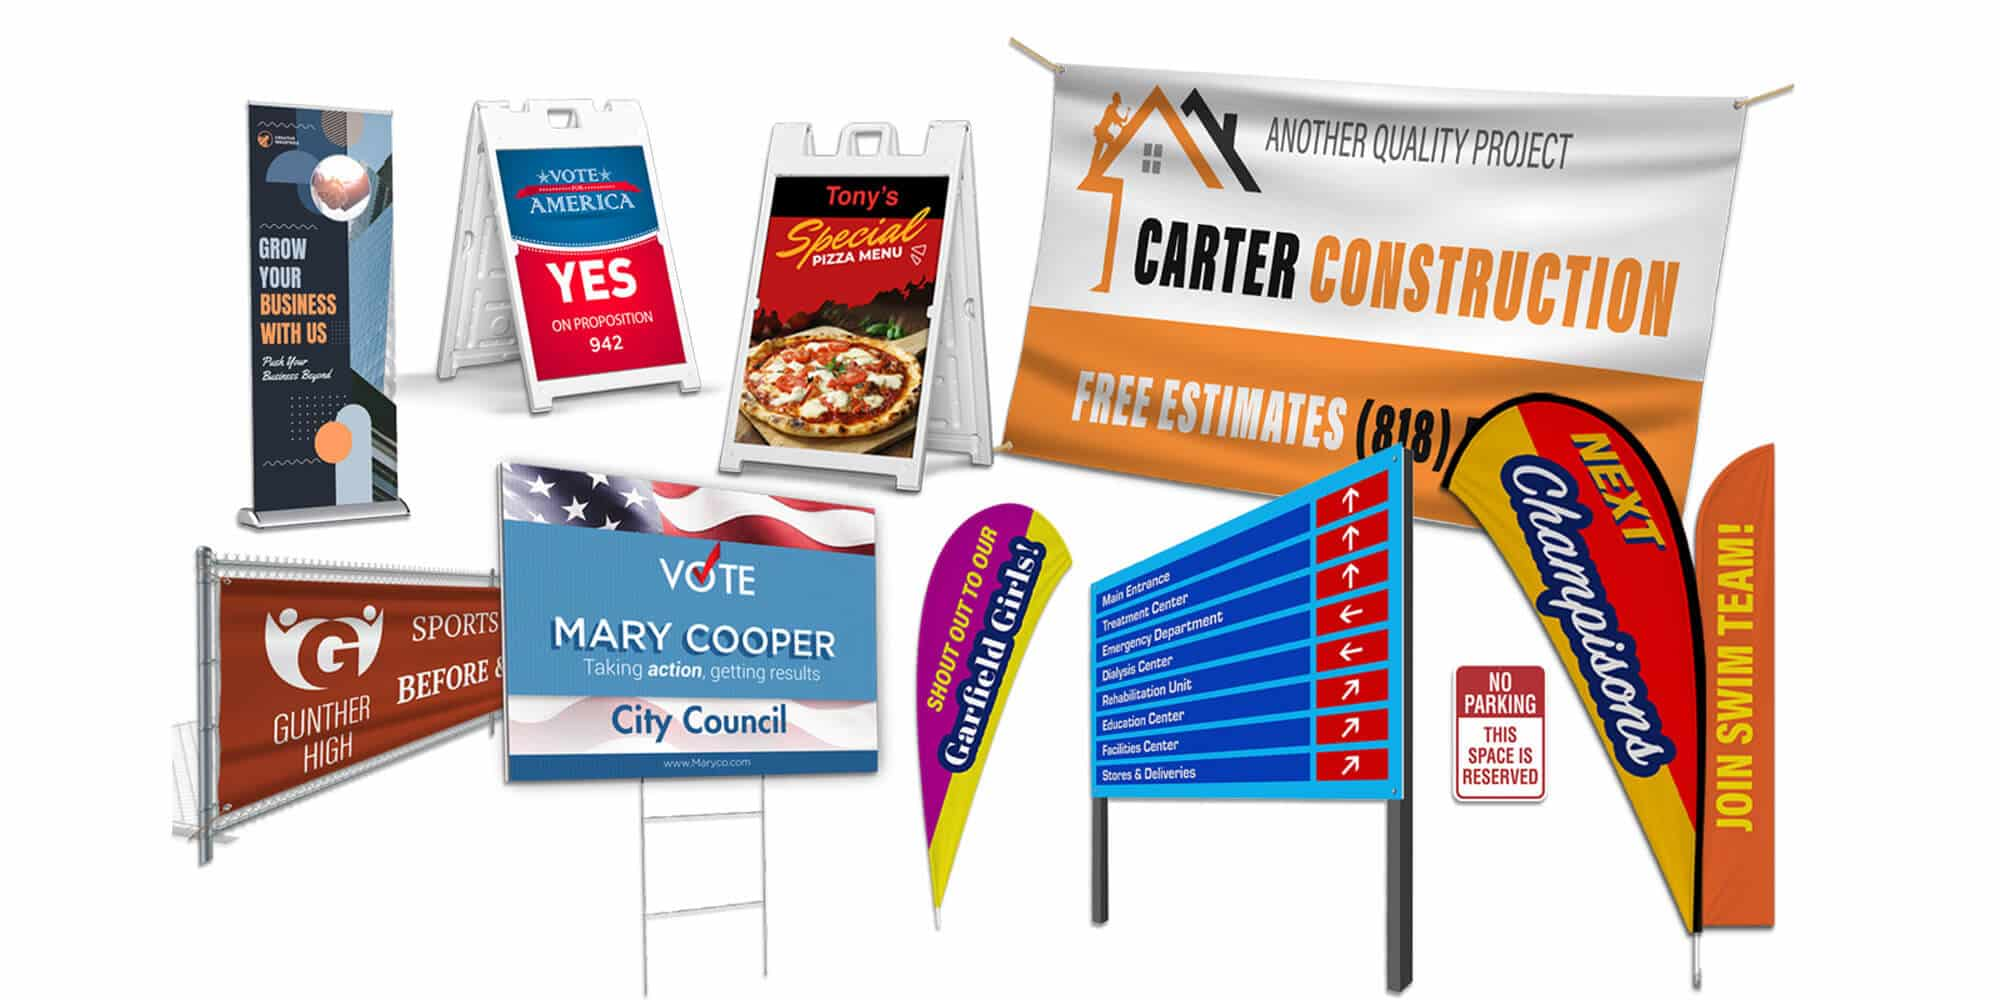 GROW
YOUR
BUSINESS
WITH US
Push Your
Business Beyond
VOTE
FOR
AMERICA
YES
ON PROPOSITION
942
Tony's
Special
PIZZA MENU
ANOTHER QUALITY PROJECT
CARTER CONSTRUCTION
FREE ESTIMATES (818)
G
GUNTHER
HIGH
SPORTS
BEFORE &
VOTE
MARY COOPER
Taking action, getting results
City Council
www.Maryco.com
SHOUT OUT TO OUR
Garfield Girls!
Main Entrance
Treatment Center
Emergency Department
Dialysis Center
Rehabilitation Unit
Education Center
Facilities Center
Stores & Deliveries
NO
PARKING
THIS
SPACE IS
RESERVED
NEXT
Champisons
JOIN SWIM TEAM!